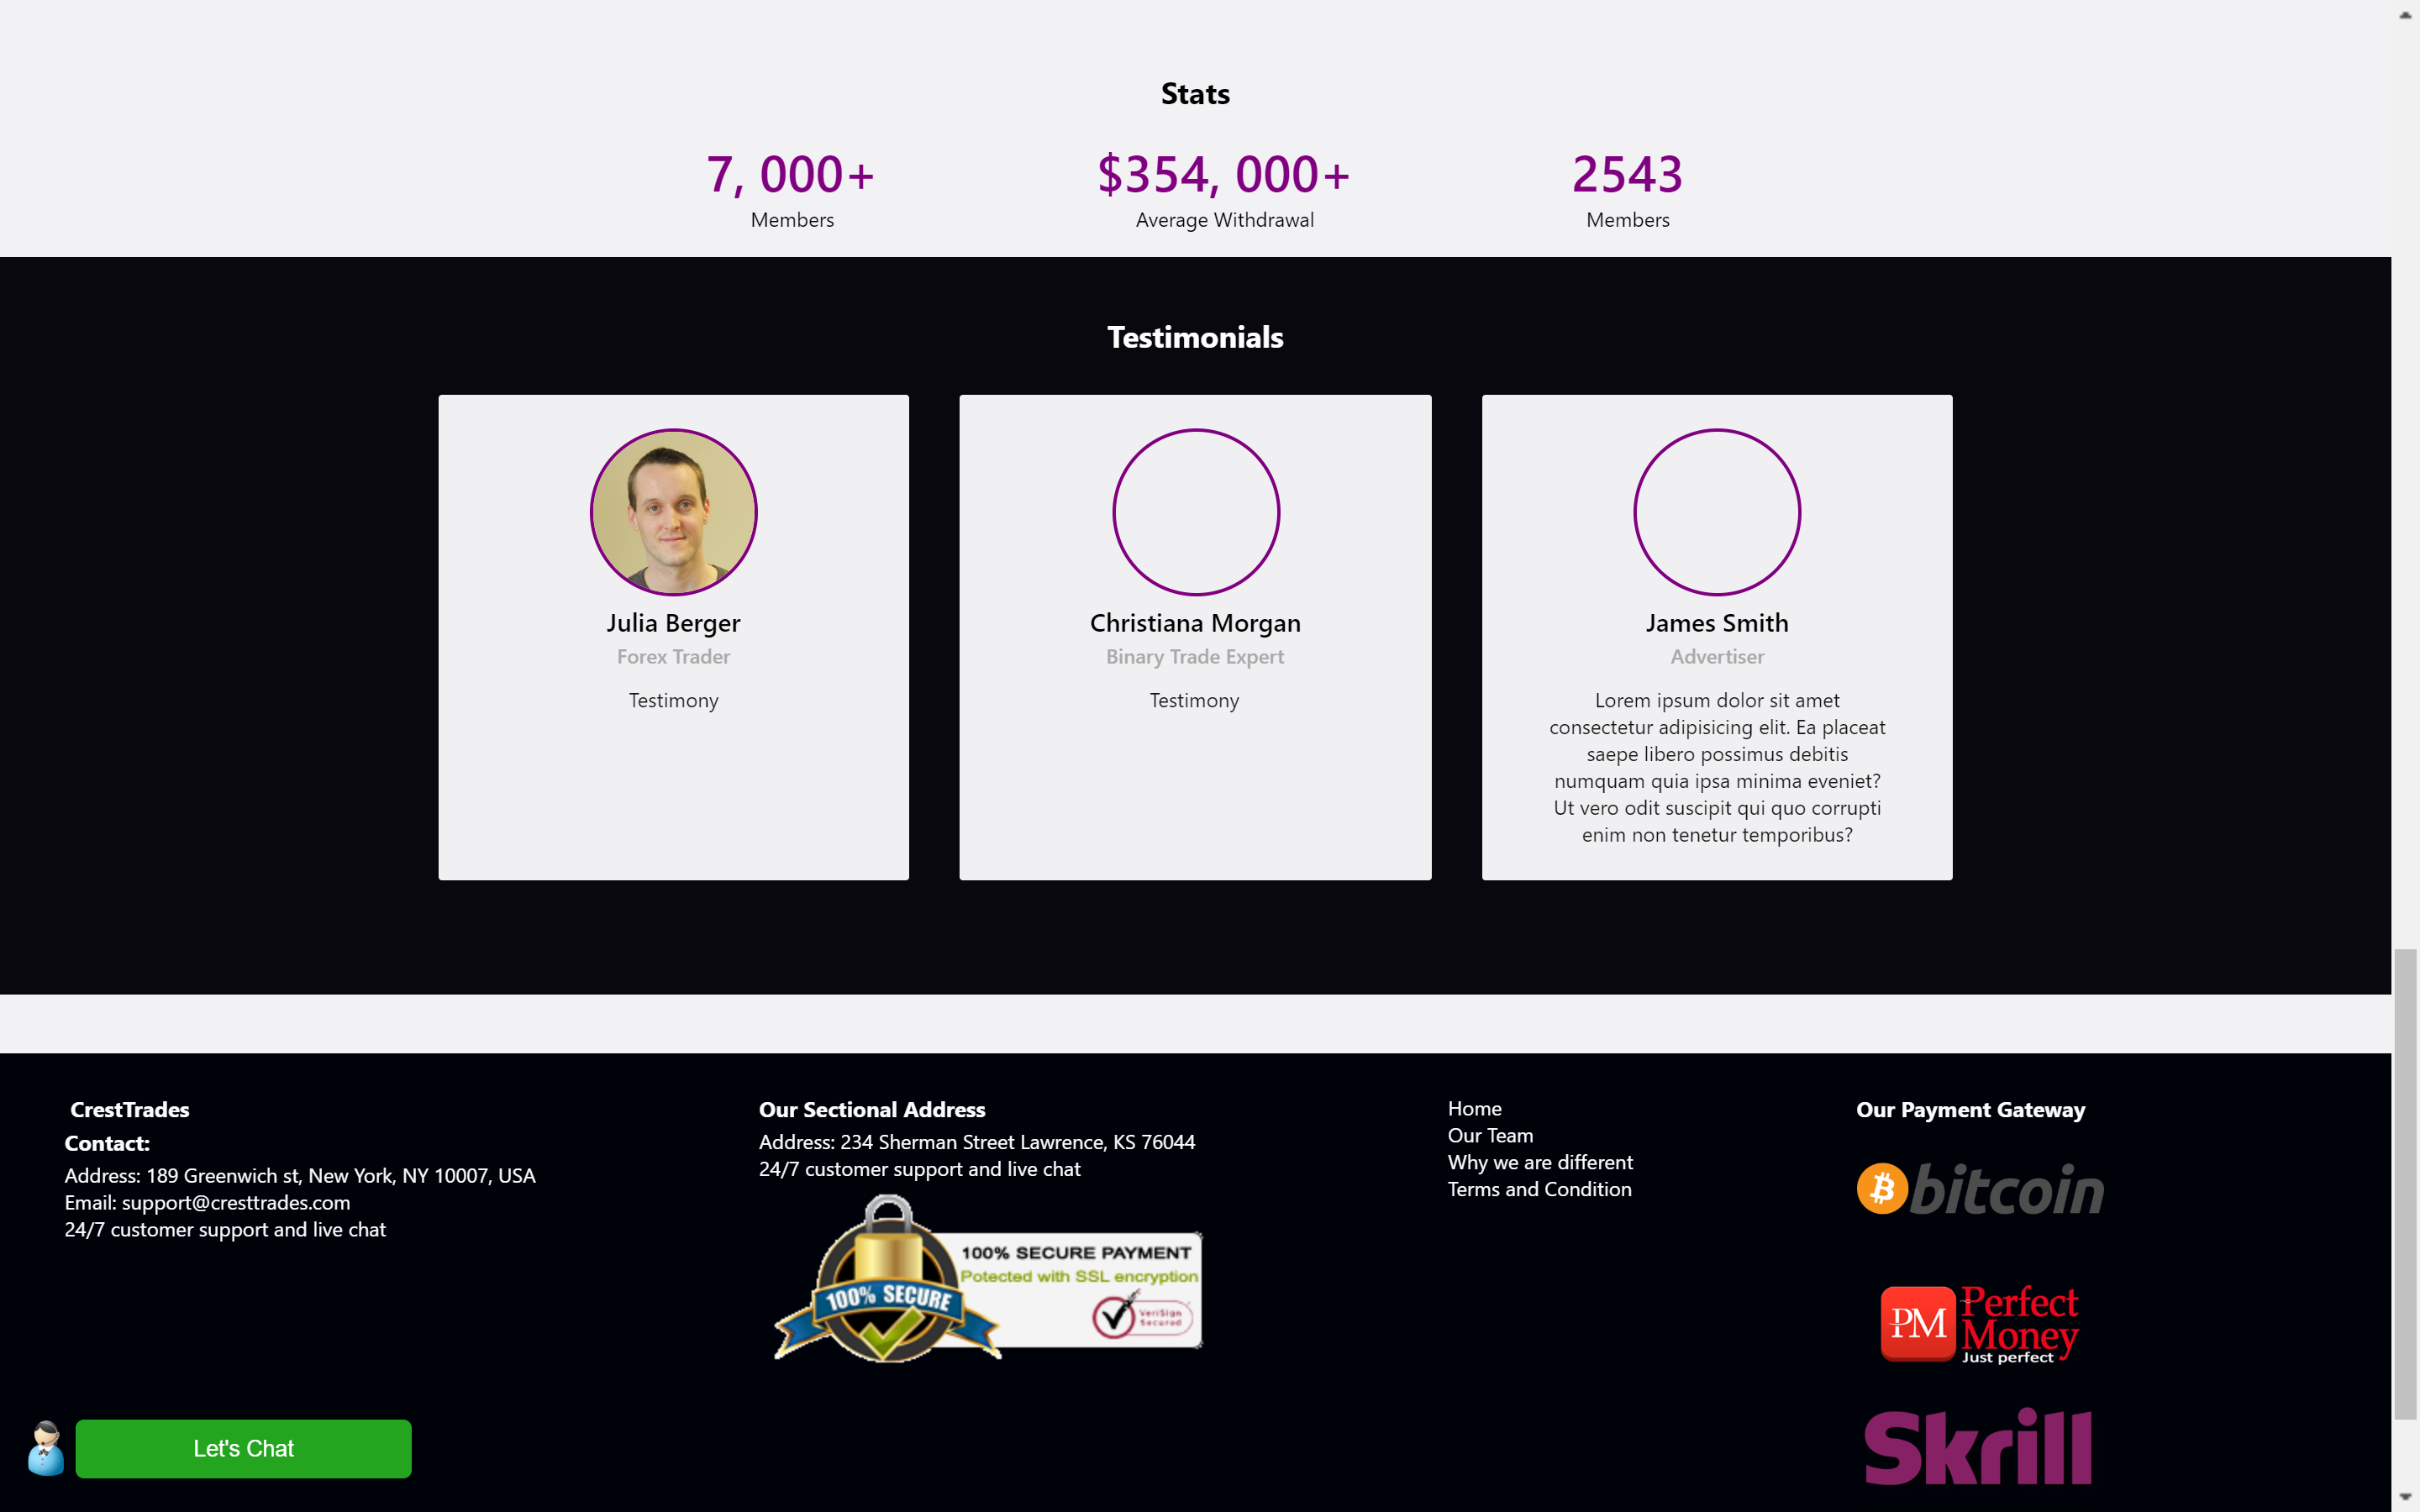 Stats
7, 000+
Members
$354, 000+
Average Withdrawal
2543
Members
Testimonials
Julia Berger
Forex Trader
Testimony
Christiana Morgan
Binary Trade Expert
Testimony
James Smith
Advertiser
Lorem ipsum dolor sit amet
consectetur adipisicing elit. Ea placeat
saepe libero possimus debitis
numquam quia ipsa minima eveniet?
Ut vero odit suscipit qui quo corrupti
enim non tenetur temporibus?
CrestTrades
Contact:
Address: 189 Greenwich st, New York, NY 10007, USA
Email: support@cresttrades.com
24/7 customer support and live chat
Our Sectional Address
Address: 234 Sherman Street Lawrence, KS 76044
24/7 customer support and live chat
100% SECURE
100% SECURE PAYMENT
Potected with SSL encryption
VeriSign
Secured
Home
Our Team
Why we are different
Terms and Condition
Our Payment Gateway
bitcoin
PM
Perfect
Money
Just perfect
Skrill
Let's Chat